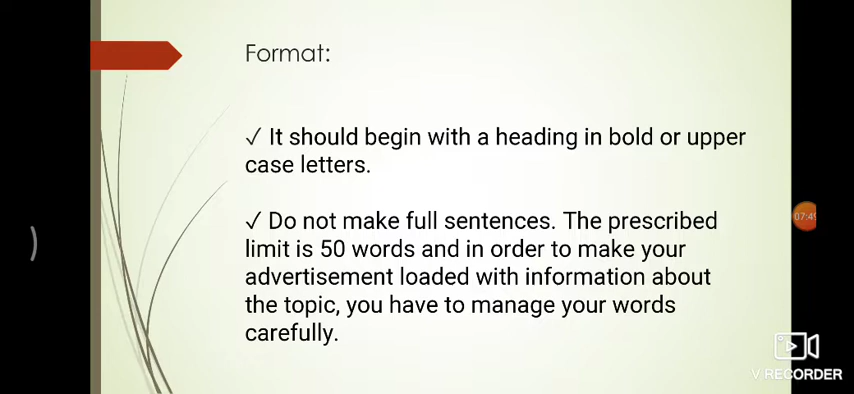 Format:
✓ It should begin with a heading in bold or upper
case letters.
✓ Do not make full sentences. The prescribed
limit is 50 words and in order to make your
advertisement loaded with information about
the topic, you have to manage your words
carefully.
07:49
V RECORDER